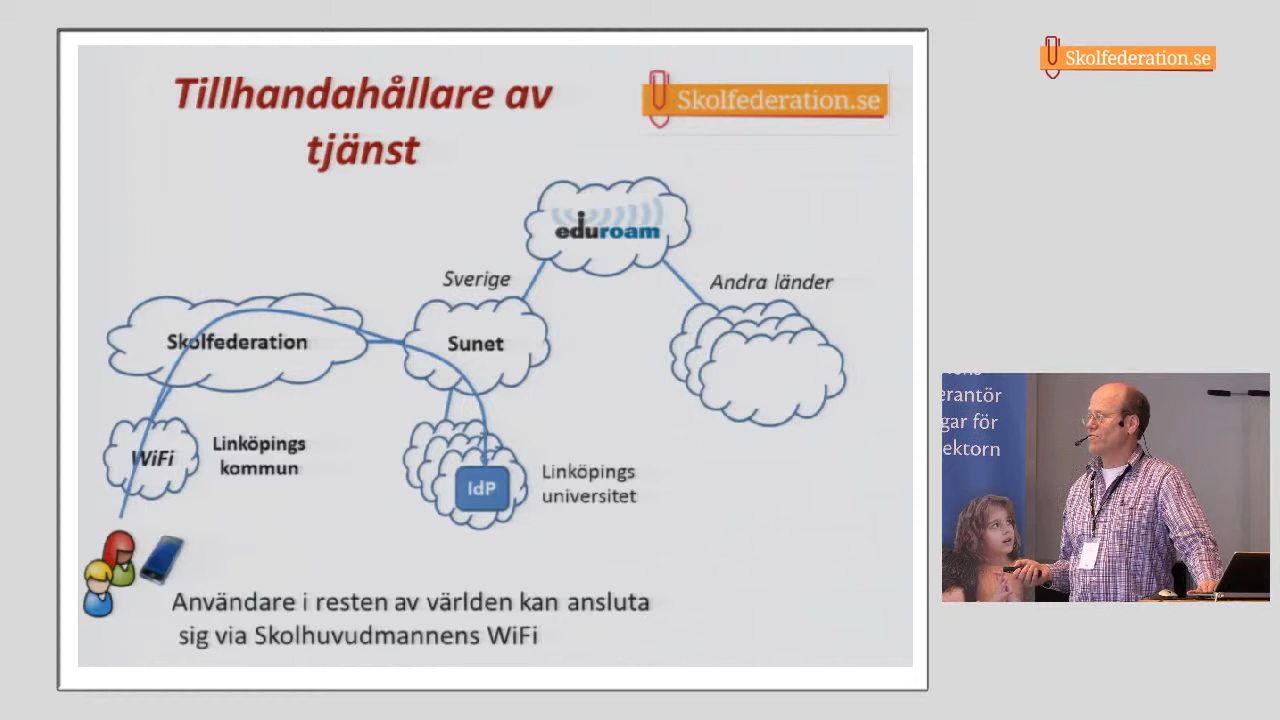 Tillhandahållare av
tjänst
Skolfederation.se
Skolfederation.se
eduroam
Sverige
Andra länder
Skolfederation
Sunet
WiFi
Linköpings
kommun
IdP
Linköpings
universitet
Användare i resten av världen kan ansluta
sig via Skolhuvudmannens WiFi
erantör
gar för
ektorn